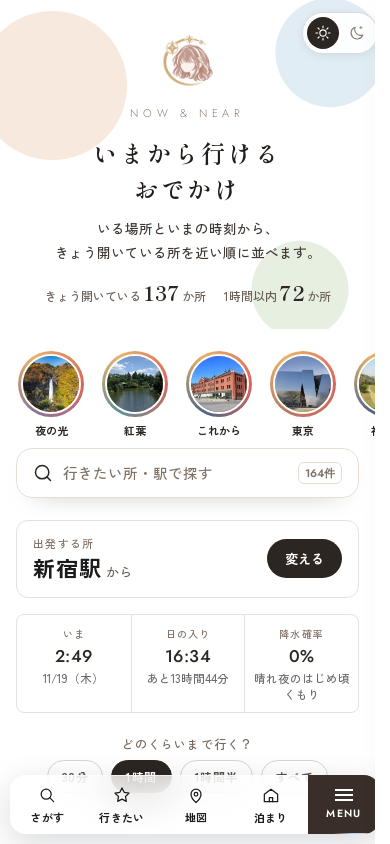 NOW & NEAR
いまから行ける
おでかけ
いる場所といまの時刻から、
きょう開いている所を近い順に並べます。
きょう開いている 137 か所 1時間以内 72 か所
夜の光 紅葉 これから 東京
行きたい所・駅で探す 164件
出発する所
新宿駅 から 変える
いま 日の入り 降水確率
2:49 16:34 0%
11/19（木） あと13時間44分 晴れ夜のはじめ頃
くもり
どのくらいまで行く？
30分 1時間 1時間半 すべて
さがす 行きたい 地図 泊まり MENU